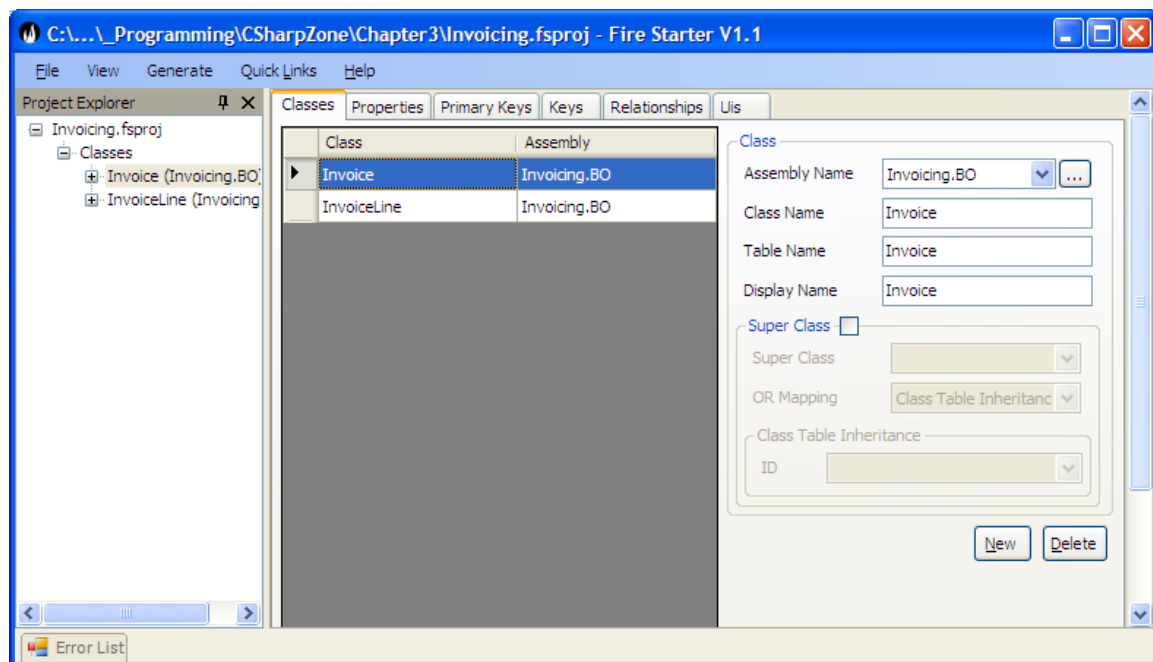 C:\...\_Programming\CSharpZone\Chapter3\Invoicing.fsproj - Fire Starter V1.1
File View Generate Quick Links Help
Project Explorer
Invoicing.fsproj
Classes
Invoice (Invoicing.BO)
InvoiceLine (Invoicing
Classes Properties Primary Keys Keys Relationships Uis
Class Assembly
Invoice Invoicing.BO
InvoiceLine Invoicing.BO
Class
Assembly Name Invoicing.BO ...
Class Name Invoice
Table Name Invoice
Display Name Invoice
Super Class
Super Class
OR Mapping Class Table Inheritanc
Class Table Inheritance
ID
New Delete
Error List